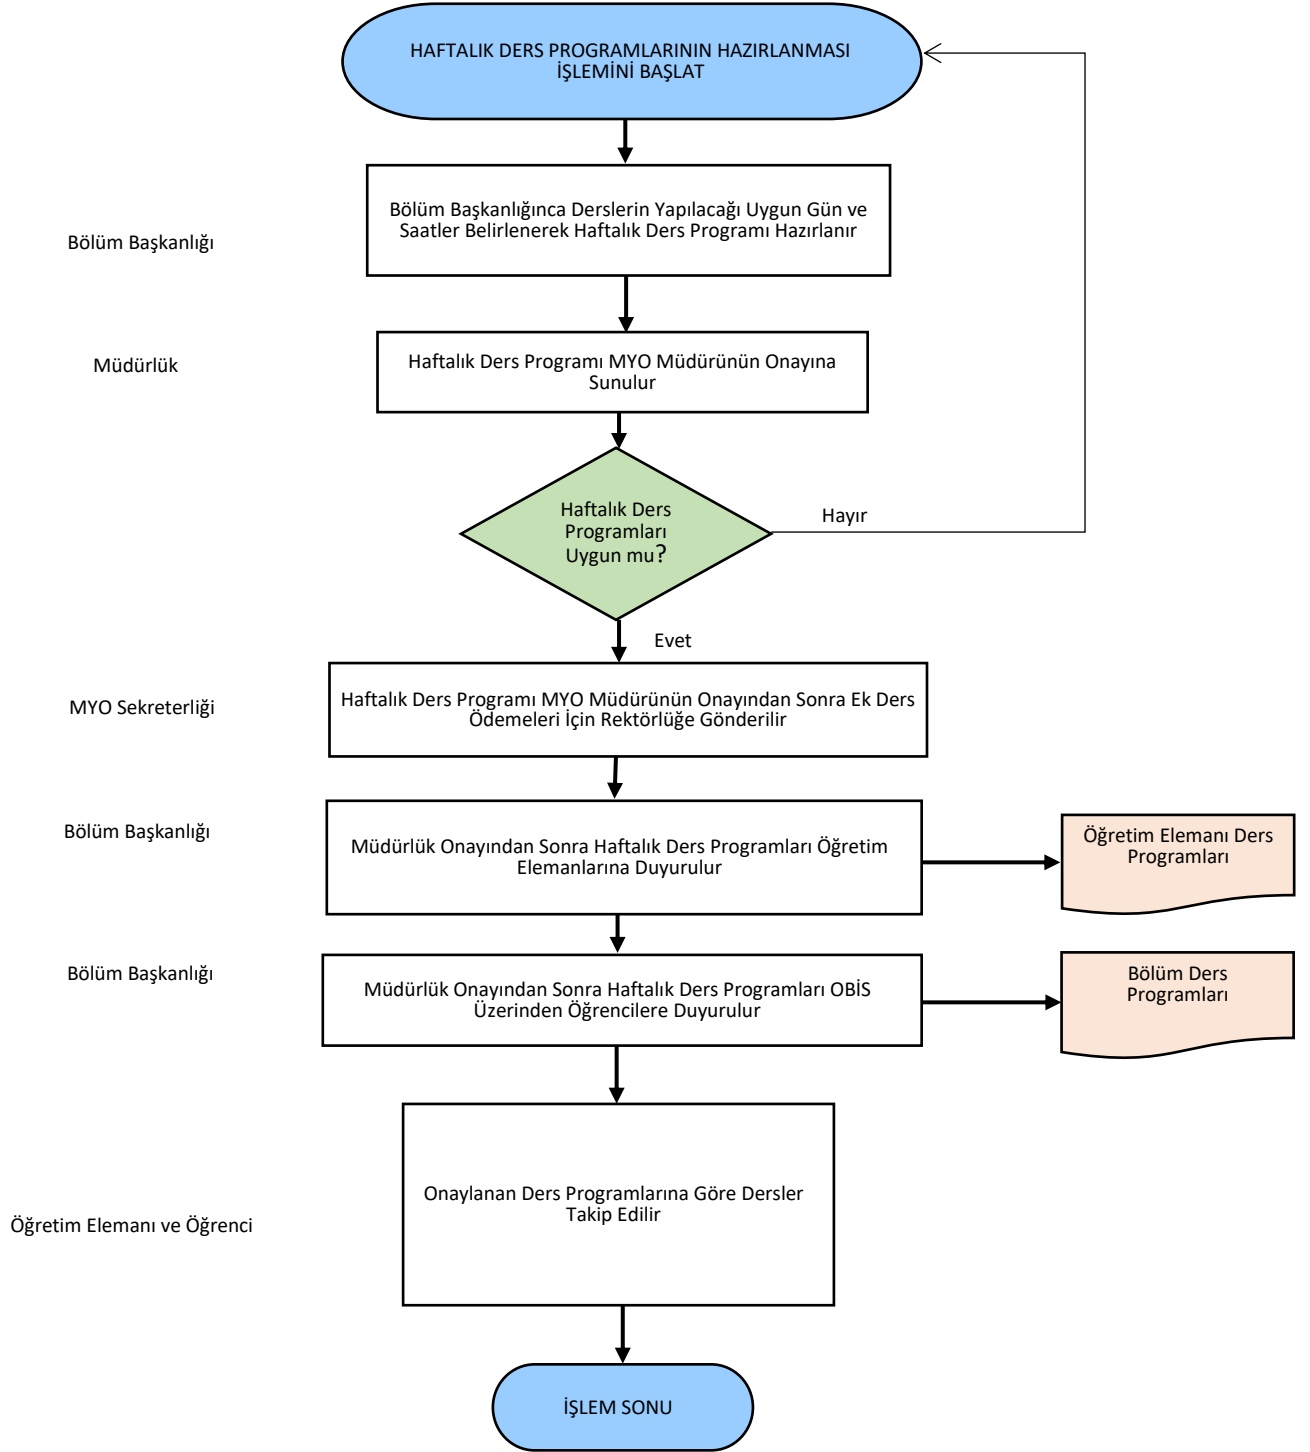 HAFTALIK DERS PROGRAMLARININ HAZIRLANMASI
İŞLEMİNİ BAŞLAT
Bölüm Başkanlığınca Derslerin Yapılacağı Uygun Gün ve
Saatler Belirlenerek Haftalık Ders Programı Hazırlanır
Bölüm Başkanlığı
Haftalık Ders Programı MYO Müdürünün Onayına
Sunulur
Müdürlük
Haftalık Ders
Programları
Uygun mu?
Hayır
Evet
MYO Sekreterliği
Haftalık Ders Programı MYO Müdürünün Onayından Sonra Ek Ders
Ödemeleri İçin Rektörlüğe Gönderilir
Bölüm Başkanlığı
Müdürlük Onayından Sonra Haftalık Ders Programları Öğretim
Elemanlarına Duyurulur
Öğretim Elemanı Ders
Programları
Bölüm Başkanlığı
Müdürlük Onayından Sonra Haftalık Ders Programları OBİS
Üzerinden Öğrencilere Duyurulur
Bölüm Ders
Programları
Onaylanan Ders Programlarına Göre Dersler
Takip Edilir
Öğretim Elemanı ve Öğrenci
İŞLEM SONU